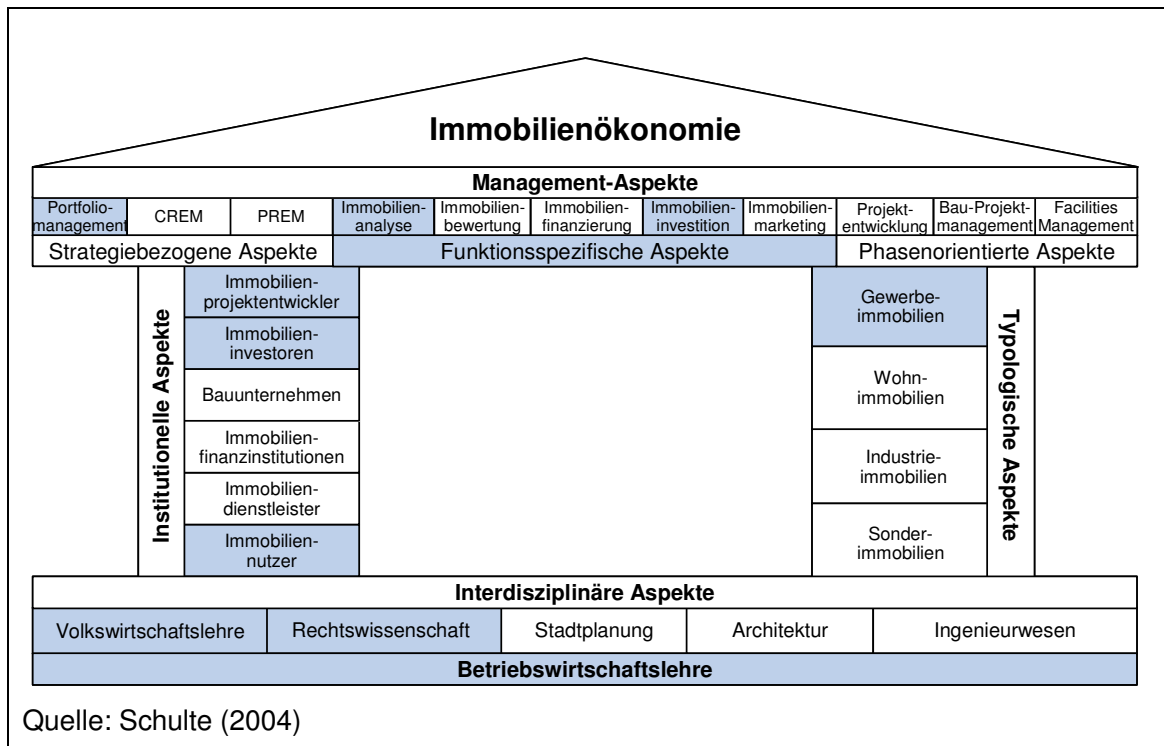 Immobilienökonomie
Management-Aspekte
Portfolio-
management
CREM
PREM
Immobilien-
analyse
Immobilien-
bewertung
Immobilien-
finanzierung
Immobilien-
investition
Immobilien-
marketing
Projekt-
entwicklung
Bau-Projekt-
management
Facilities
Management
Strategiebezogene Aspekte
Funktionsspezifische Aspekte
Phasenorientierte Aspekte
Institutionelle Aspekte
Immobilien-
projektentwickler
Immobilien-
investoren
Bauunternehmen
Immobilien-
finanzinstitutionen
Immobilien-
dienstleister
Immobilien-
nutzer
Gewerbe-
immobilien
Wohn-
immobilien
Industrie-
immobilien
Sonder-
immobilien
Typologische Aspekte
Interdisziplinäre Aspekte
Volkswirtschaftslehre
Rechtswissenschaft
Stadtplanung
Architektur
Ingenieurwesen
Betriebswirtschaftslehre
Quelle: Schulte (2004)